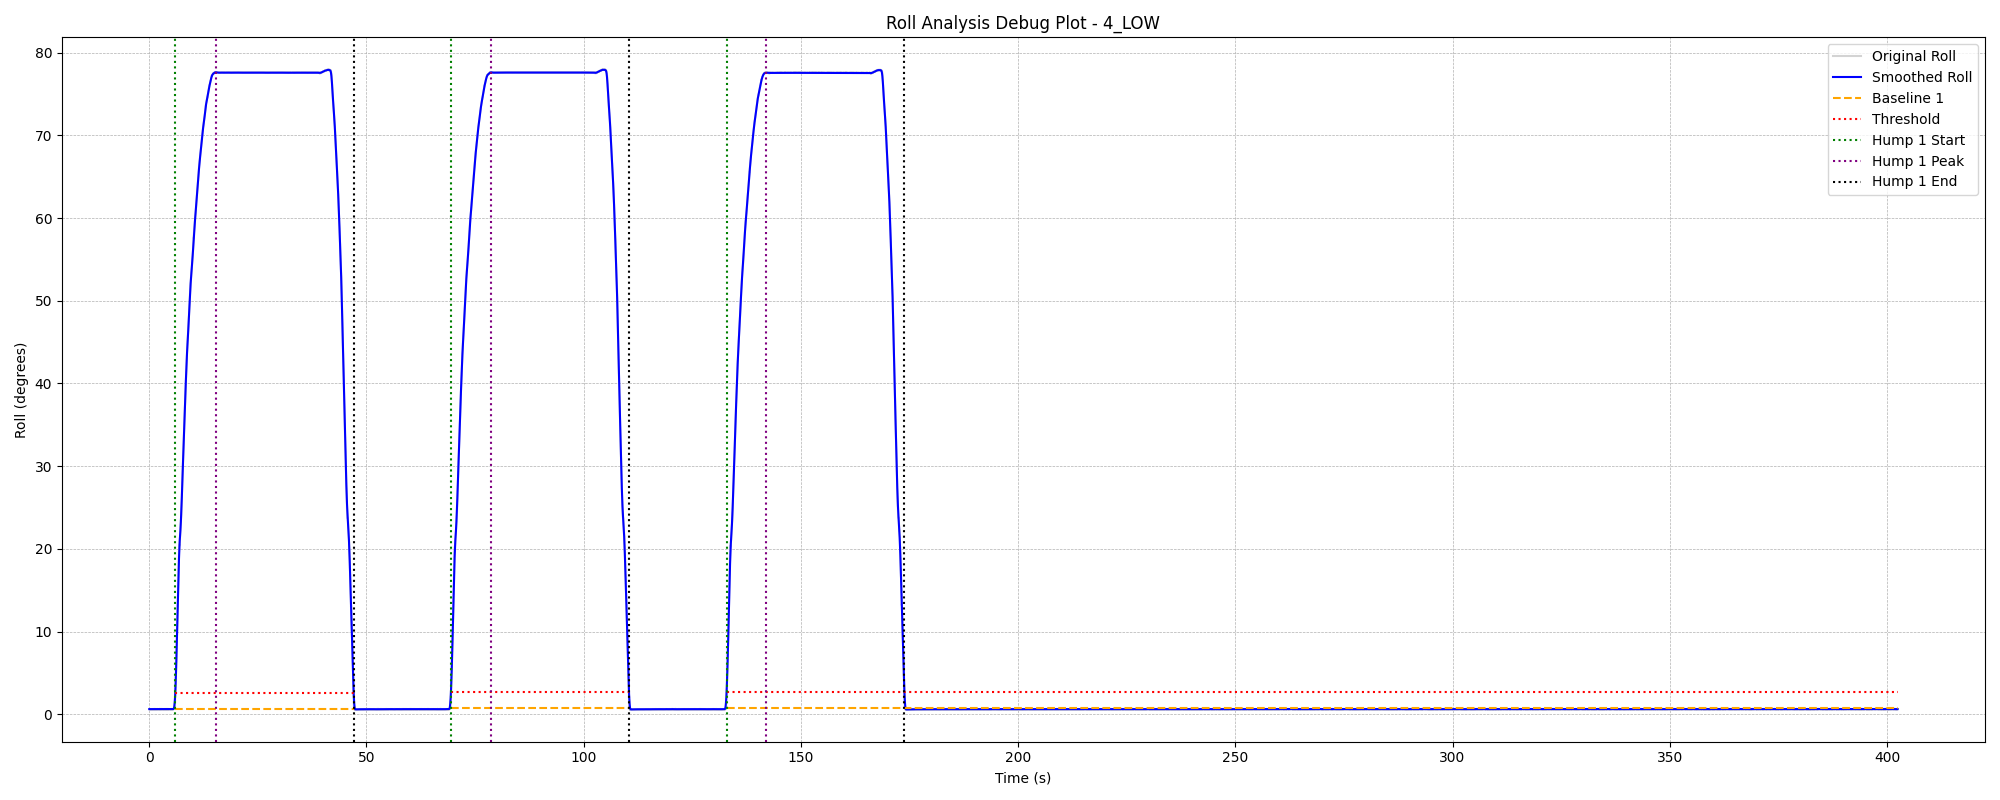 Roll Analysis Debug Plot - 4_LOW
Original Roll
Smoothed Roll
Baseline 1
Threshold
Hump 1 Start
Hump 1 Peak
Hump 1 End
Roll (degrees)
80
70
60
50
40
30
20
10
0
0
50
100
150
200
250
300
350
400
Time (s)